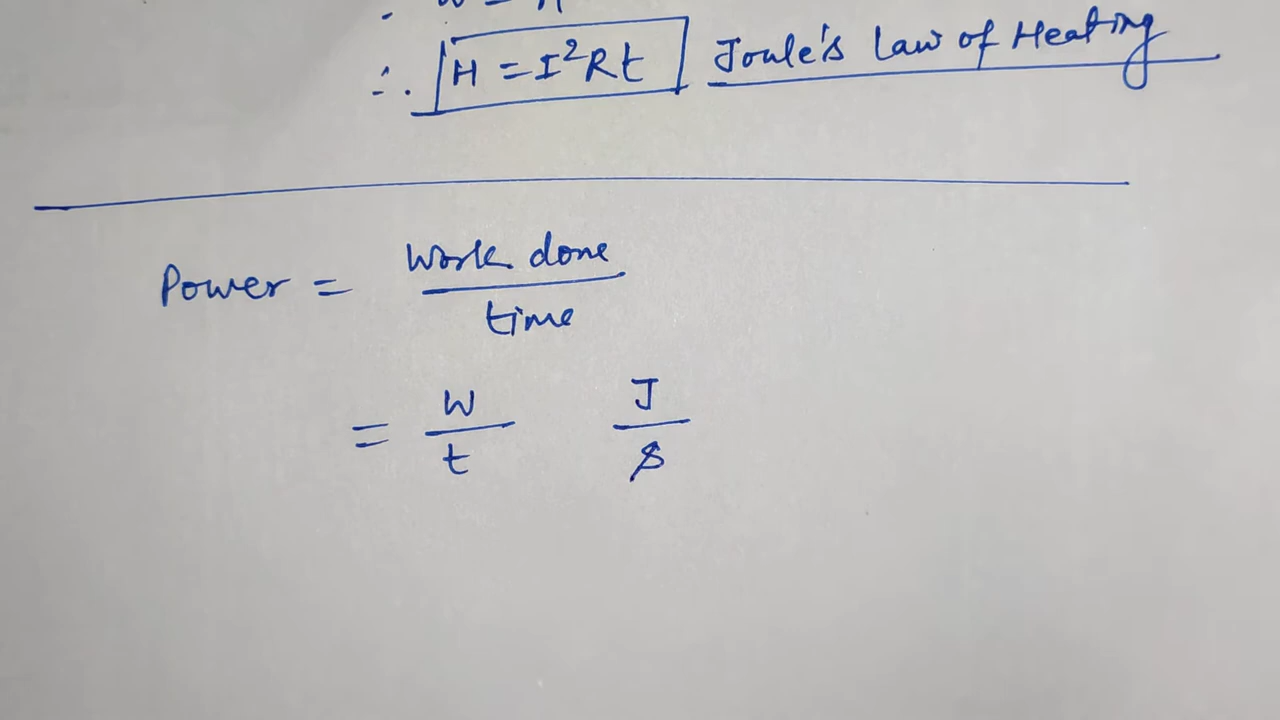 ∴ H = I²Rt Joule's Law of Heating
Power = Work done / time
= W / t J / s